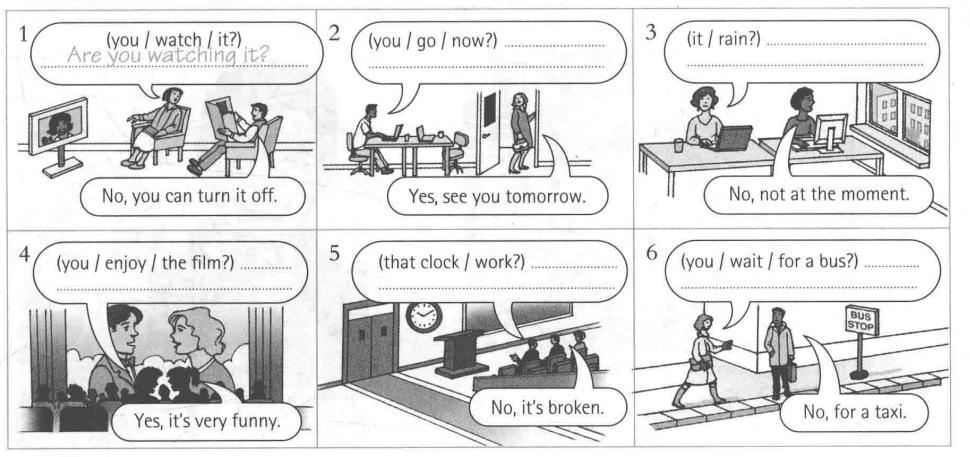 1
(you / watch / it?)
Are you watching it?
No, you can turn it off.
2
(you / go / now?)
Yes, see you tomorrow.
3
(it / rain?)
No, not at the moment.
4
(you / enjoy / the film?)
Yes, it's very funny.
5
(that clock / work?)
No, it's broken.
6
(you / wait / for a bus?)
BUS
STOP
No, for a taxi.